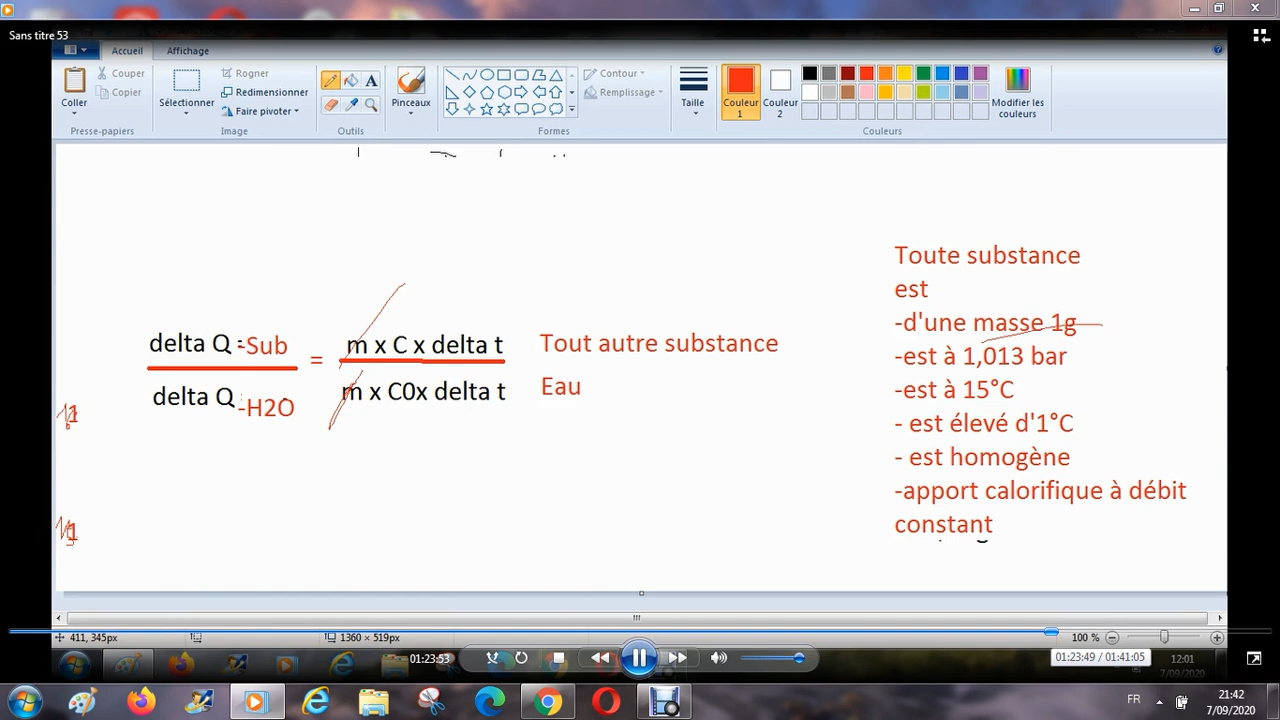 Sans titre 53
Accueil
Affichage
Coller
Couper
Copier
Presse-papiers
Sélectionner
Rogner
Redimensionner
Faire pivoter
Image
Outils
Pinceaux
Formes
Contour
Remplissage
Taille
Couleur
1
Couleur
2
Modifier les
couleurs
Couleurs
Toute substance
est
-d'une masse 1g
-est à 1,013 bar
-est à 15°C
- est élevé d'1°C
- est homogène
-apport calorifique à débit
constant
delta Q -Sub
delta Q -H2O
=
m x C x delta t
m x C0x delta t
Tout autre substance
Eau
411, 345px
1360 × 519px
100 %
01:23:53
01:23:49 / 01:41:05
12:01
7/09/2020
FR
21:42
7/09/2020